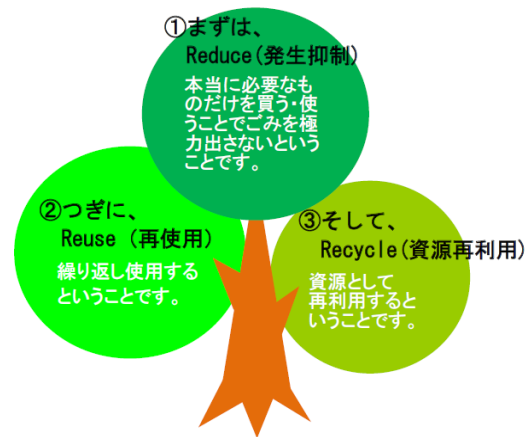 ①まずは、
Reduce(発生抑制)
本当に必要なも
のだけを買う・使
うことでごみを極
力出さないという
ことです。
②つぎに、
Reuse (再使用)
繰り返し使用する
ということです。
③そして、
Recycle(資源再利用)
資源として
再利用すると
いうことです。